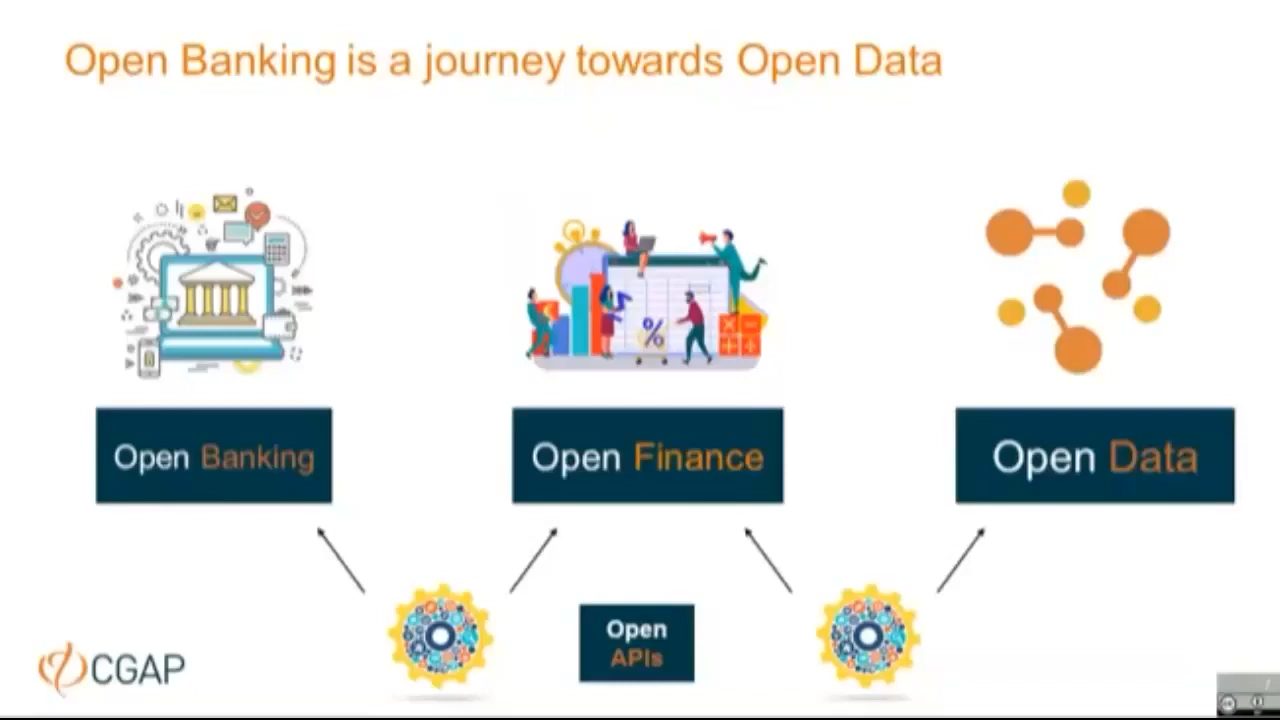 Open Banking is a journey towards Open Data
%
Open Banking
Open Finance
Open Data
Open
APIs
CGAP